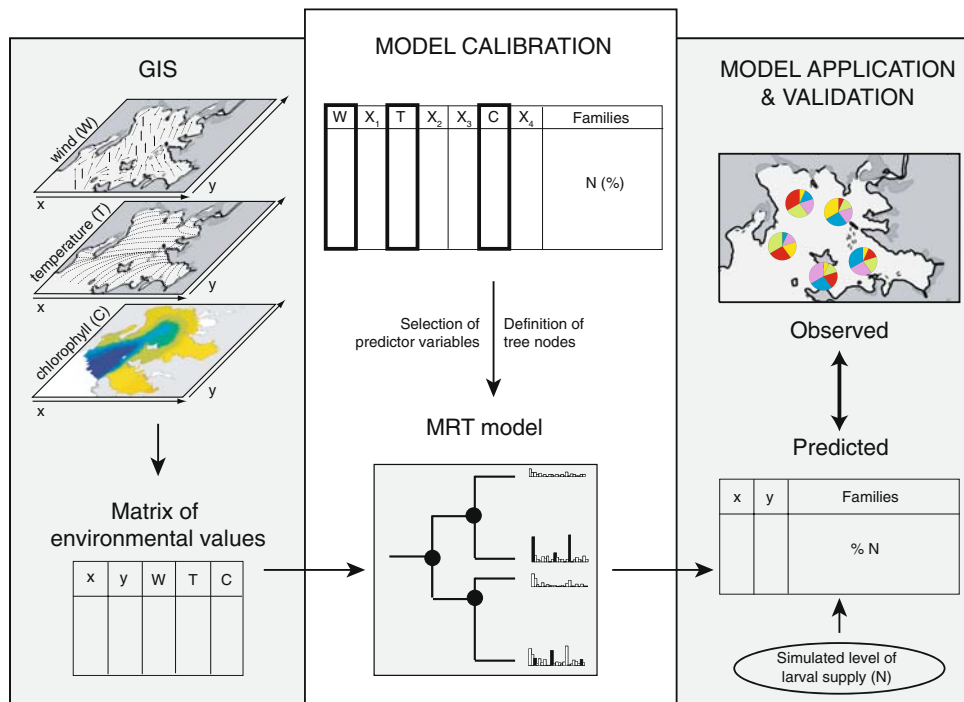 GIS
wind (W)
y
x
temperature (T)
x
chlorophyll (C)
y
x
Matrix of
environmental values
x y W T C
MODEL CALIBRATION
W X1 T X2 X3 C X4 Families
N (%)
Selection of
predictor variables
Definition of
tree nodes
MRT model
MODEL APPLICATION
& VALIDATION
Observed
Predicted
x y Families
% N
Simulated level of
larval supply (N)